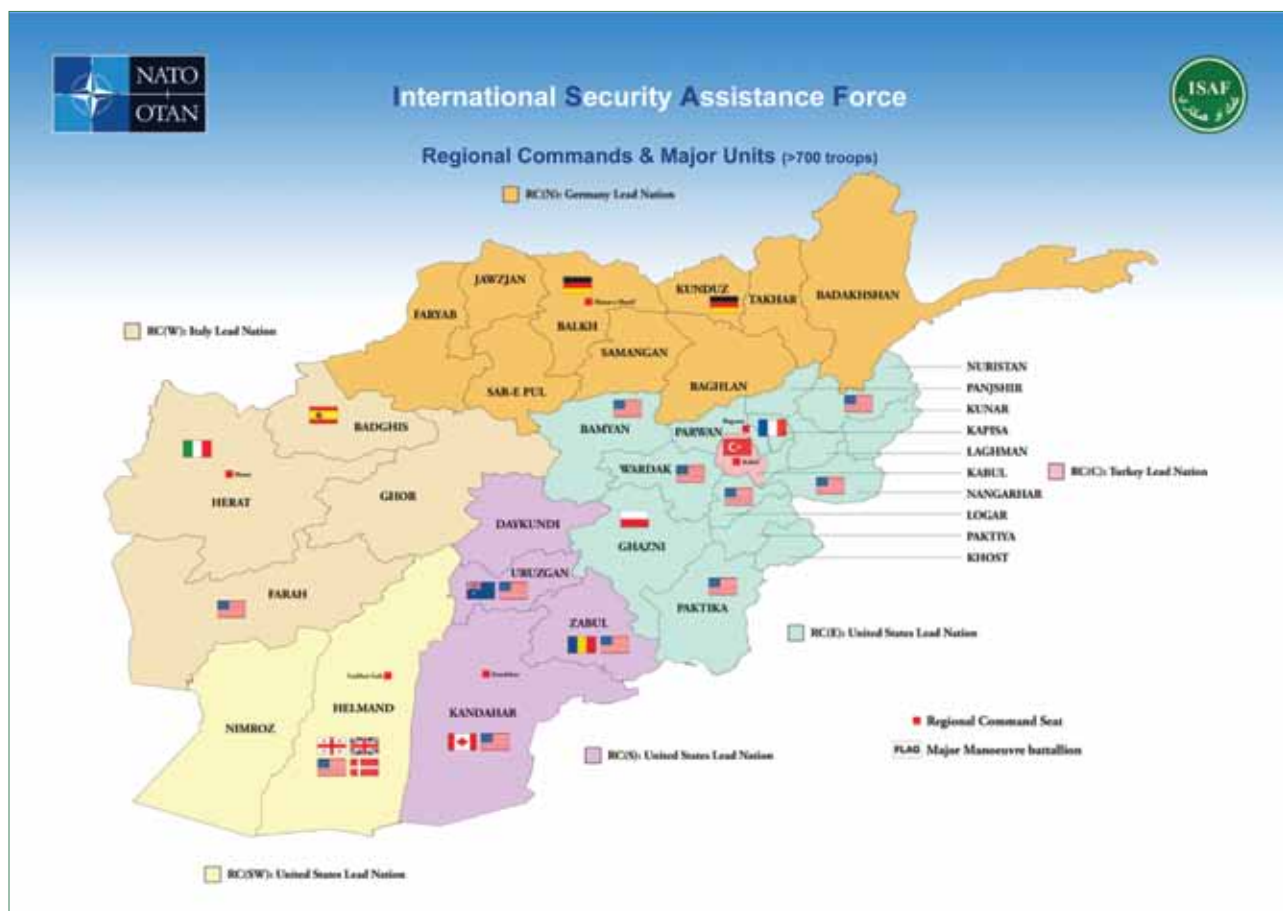 NATO
OTAN
International Security Assistance Force
ISAF
Regional Commands & Major Units (>700 troops)
RC(N): Germany Lead Nation
JAWZJAN
KUNDUZ
TAKHAR
BADAKHSHAN
FARYAB
BALKH
SAMANGAN
RC(W): Italy Lead Nation
SAR-E PUL
BAGHLAN
NURISTAN
PANJSHIR
KUNAR
KAPISA
LAGHMAN
KABUL
NANGARHAR
LOGAR
PAKTIYA
KHOST
RC(C): Turkey Lead Nation
BADGHIS
BAMYAN
PARWAN
Kabul
WARDAK
HERAT
GHOR
DAYKUNDI
GHAZNI
URUZGAN
FARAH
PAKTIKA
ZABUL
RC(E): United States Lead Nation
Kandahar
NIMROZ
HELMAND
KANDAHAR
Regional Command Seat
FLAG Major Manoeuvre battallion
RC(S): United States Lead Nation
RC(SW): United States Lead Nation